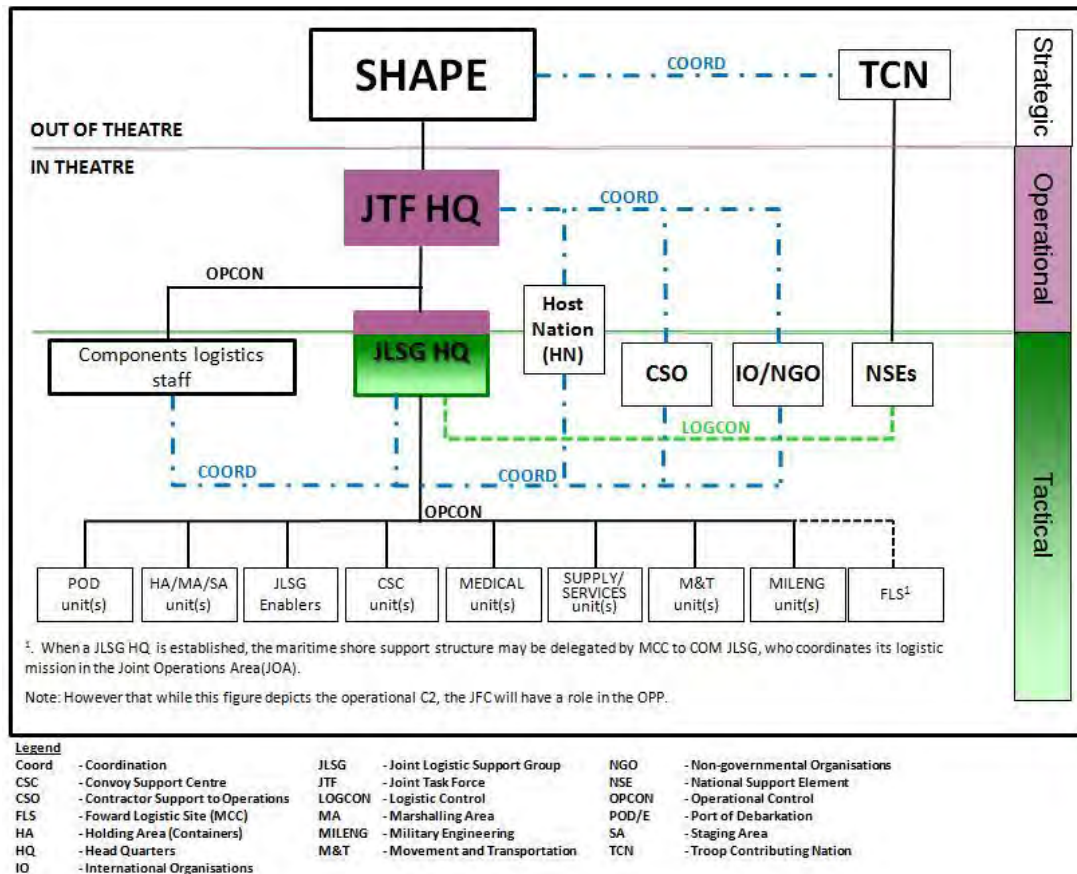 SHAPE
COORD
TCN
Strategic
OUT OF THEATRE
IN THEATRE
JTF HQ
COORD
Operational
OPCON
Host
Nation
(HN)
Components logistics
staff
JLSG HQ
CSO
IO/NGO
NSEs
LOGCON
COORD
Tactical
OPCON
POD
unit(s)
HA/MA/SA
unit(s)
JLSG
Enablers
CSC
unit(s)
MEDICAL
unit(s)
SUPPLY/
SERVICES
unit(s)
M&T
unit(s)
MILENG
unit(s)
FLS¹
¹. When a JLSG HQ is established, the maritime shore support structure may be delegated by MCC to COM JLSG, who coordinates its logistic
mission in the Joint Operations Area(JOA).
Note: However that while this figure depicts the operational C2, the JFC will have a role in the OPP.
Legend
Coord - Coordination
CSC - Convoy Support Centre
CSO - Contractor Support to Operations
FLS - Foward Logistic Site (MCC)
HA - Holding Area (Containers)
HQ - Head Quarters
IO - International Organisations
JLSG - Joint Logistic Support Group
JTF - Joint Task Force
LOGCON - Logistic Control
MA - Marshalling Area
MILENG - Military Engineering
M&T - Movement and Transportation
NGO - Non-governmental Organisations
NSE - National Support Element
OPCON - Operational Control
POD/E - Port of Debarkation
SA - Staging Area
TCN - Troop Contributing Nation